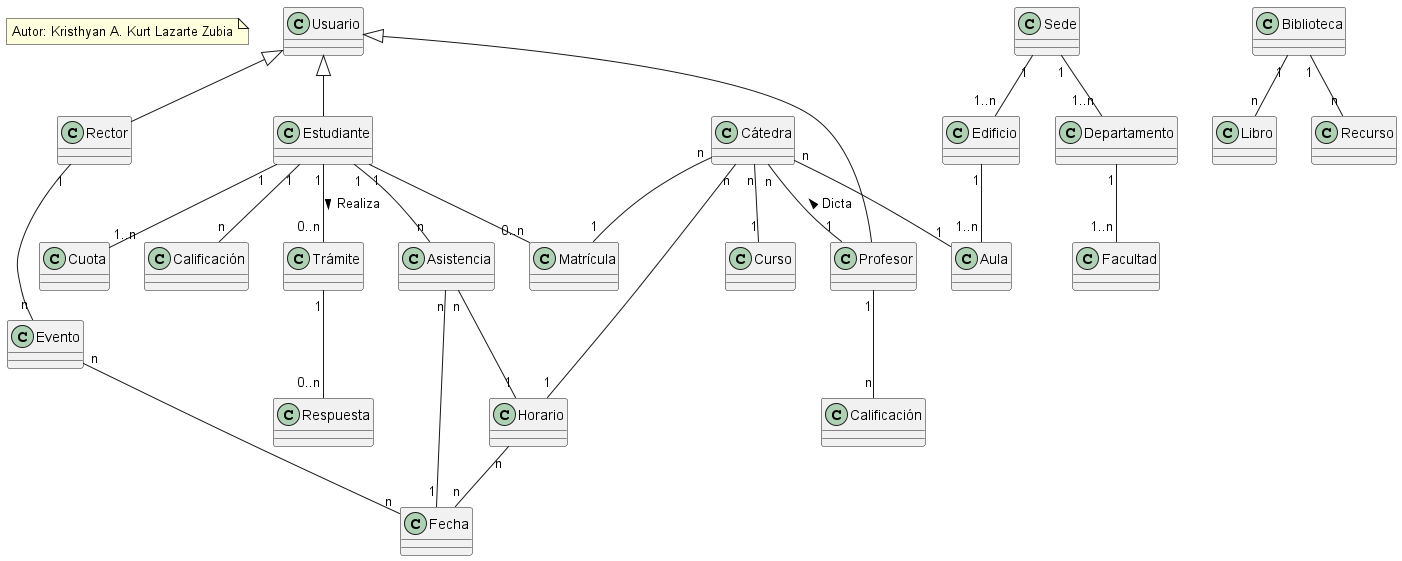 Autor: Kristhyan A. Kurt Lazarte Zubia
C Usuario
C Sede
C Biblioteca
C Rector
C Estudiante
C Cátedra
C Edificio
C Departamento
C Libro
C Recurso
1
1
1
1
1
1
n
n
n
n
n
1
1
1
1
1
1
Realiza
Dicta
1..n
n
0..n
n
0..n
1
1
1
1
1..n
1..n
1..n
1..n
n
n
C Cuota
C Calificación
C Trámite
C Asistencia
C Matrícula
C Curso
C Profesor
C Aula
C Facultad
n
1
n
n
1
C Evento
n
0..n
1
1
n
C Respuesta
C Horario
C Calificación
n
n
1
n
C Fecha